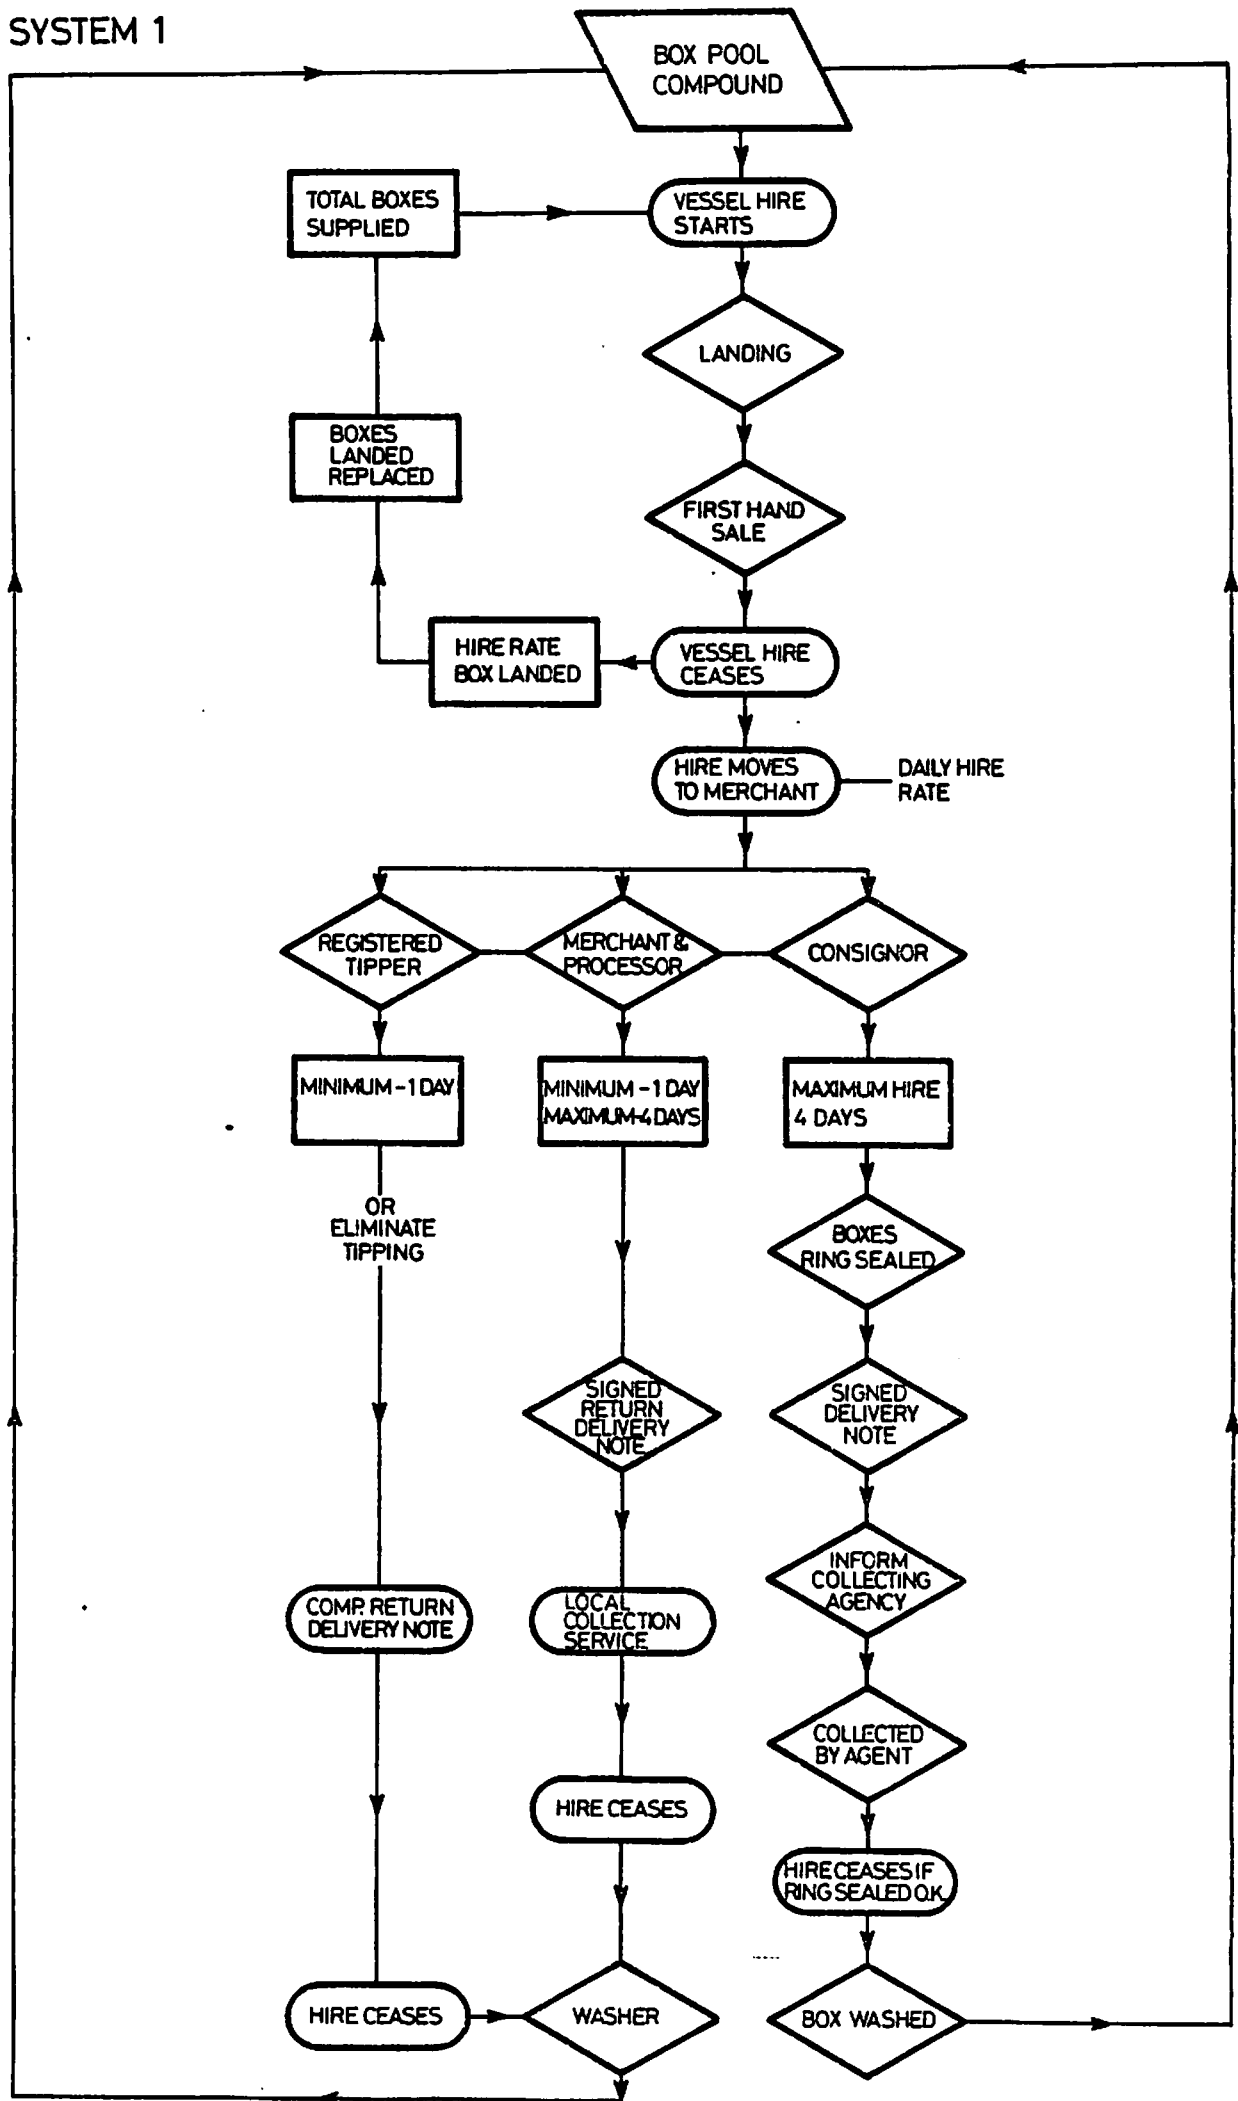 SYSTEM 1
BOX POOL
COMPOUND
TOTAL BOXES
SUPPLIED
VESSEL HIRE
STARTS
LANDING
BOXES
LANDED
REPLACED
FIRST HAND
SALE
HIRE RATE
BOX LANDED
VESSEL HIRE
CEASES
HIRE MOVES
TO MERCHANT
DAILY HIRE
RATE
REGISTERED
TIPPER
MERCHANT &
PROCESSOR
CONSIGNOR
MINIMUM - 1 DAY
MINIMUM - 1 DAY
MAXIMUM-4 DAYS
MAXIMUM HIRE
4 DAYS
OR
ELIMINATE
TIPPING
BOXES
RING SEALED
SIGNED
RETURN
DELIVERY
NOTE
SIGNED
DELIVERY
NOTE
INFORM
COLLECTING
AGENCY
COMP. RETURN
DELIVERY NOTE
LOCAL
COLLECTION
SERVICE
COLLECTED
BY AGENT
HIRE CEASES
HIRE CEASES IF
RING SEALED O.K.
HIRE CEASES
WASHER
BOX WASHED